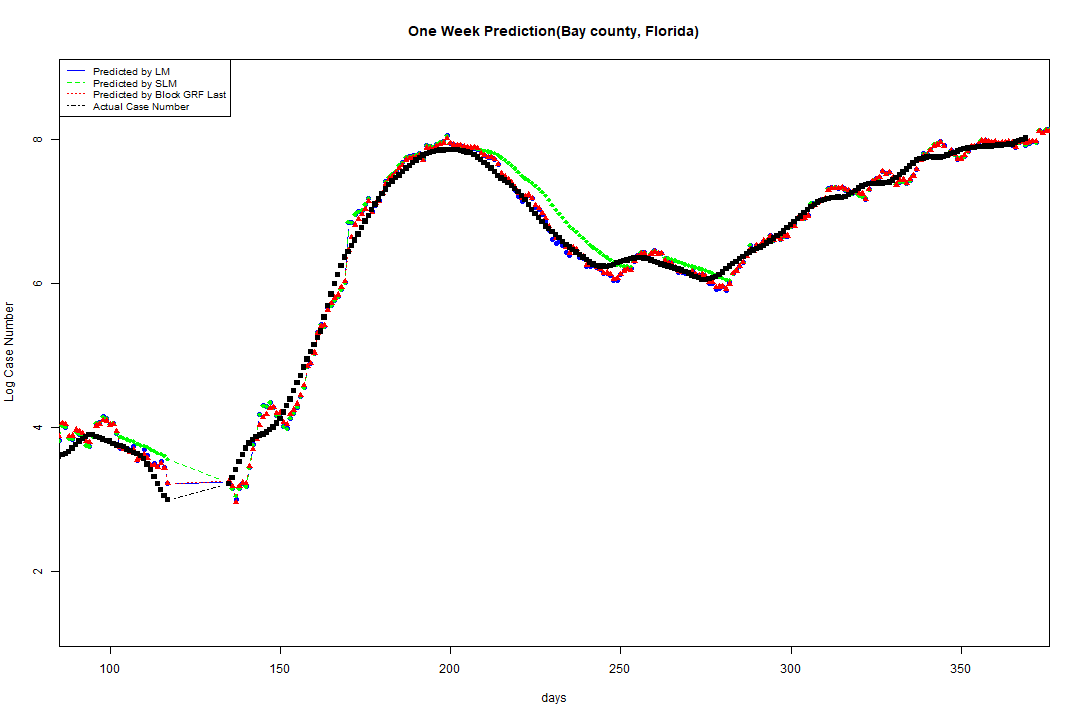 One Week Prediction(Bay county, Florida)
Predicted by LM
Predicted by SLM
Predicted by Block GRF Last
Actual Case Number
8
6
4
2
Log Case Number
100 150 200 250 300 350
days